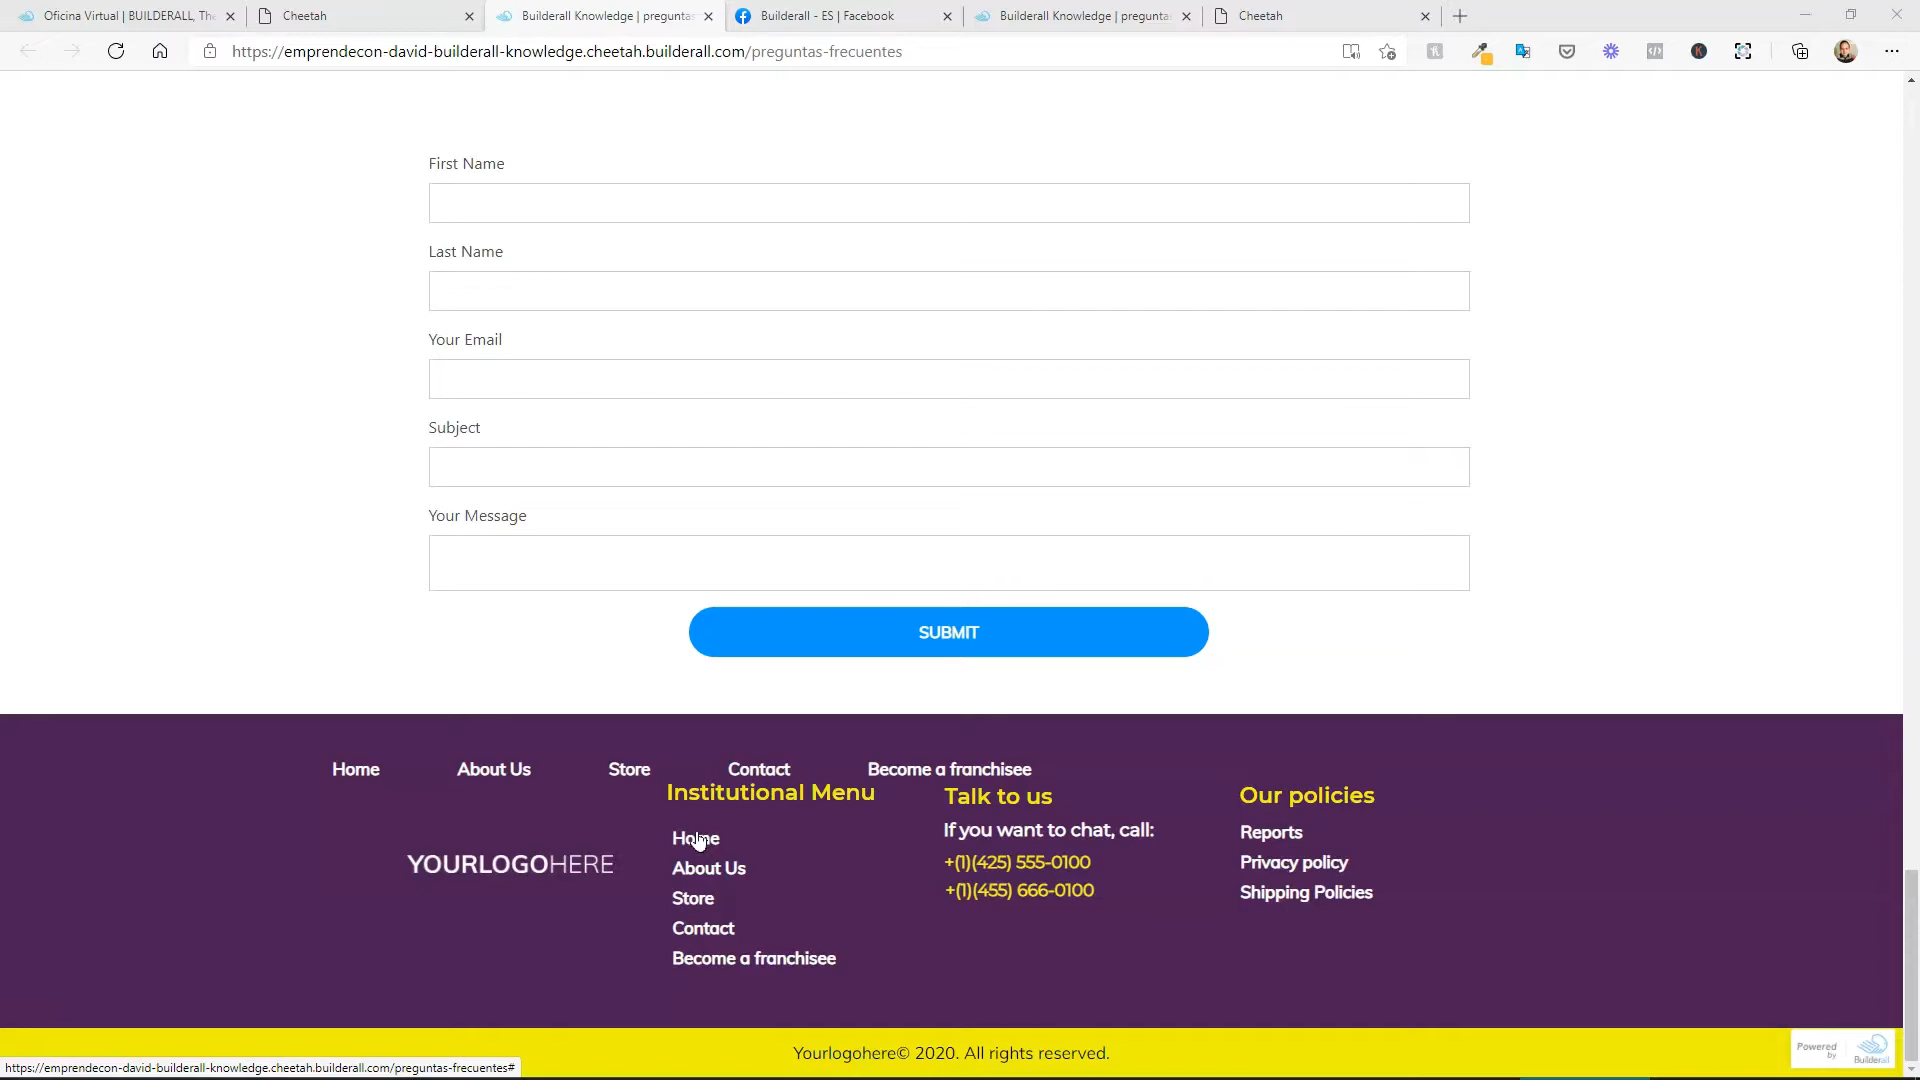 Oficina Virtual | BUILDERALL, The
Cheetah
Builderall Knowledge | preguntas
Builderall - ES | Facebook
Builderall Knowledge | pregunta
Cheetah
https://emprendecon-david-builderall-knowledge.cheetah.builderall.com/preguntas-frecuentes
First Name
Last Name
Your Email
Subject
Your Message
SUBMIT
Home
About Us
Store
Contact
Become a franchisee
YOURLOGOHERE
Institutional Menu
Home
About Us
Store
Contact
Become a franchisee
Talk to us
If you want to chat, call:
+(1)(425) 555-0100
+(1)(455) 666-0100
Our policies
Reports
Privacy policy
Shipping Policies
Yourlogohere© 2020. All rights reserved.
Powered
by
Builderall
https://emprendecon-david-builderall-knowledge.cheetah.builderall.com/preguntas-frecuentes#